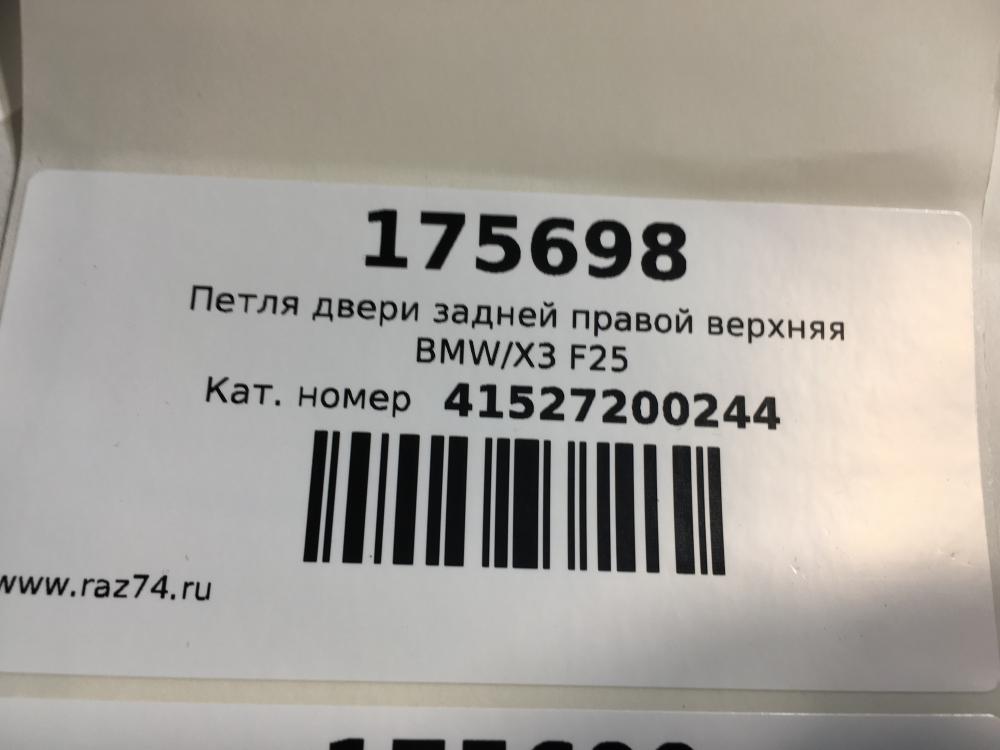 175698
Петля двери задней правой верхняя
BMW/X3 F25
Кат. номер 41527200244
www.raz74.ru